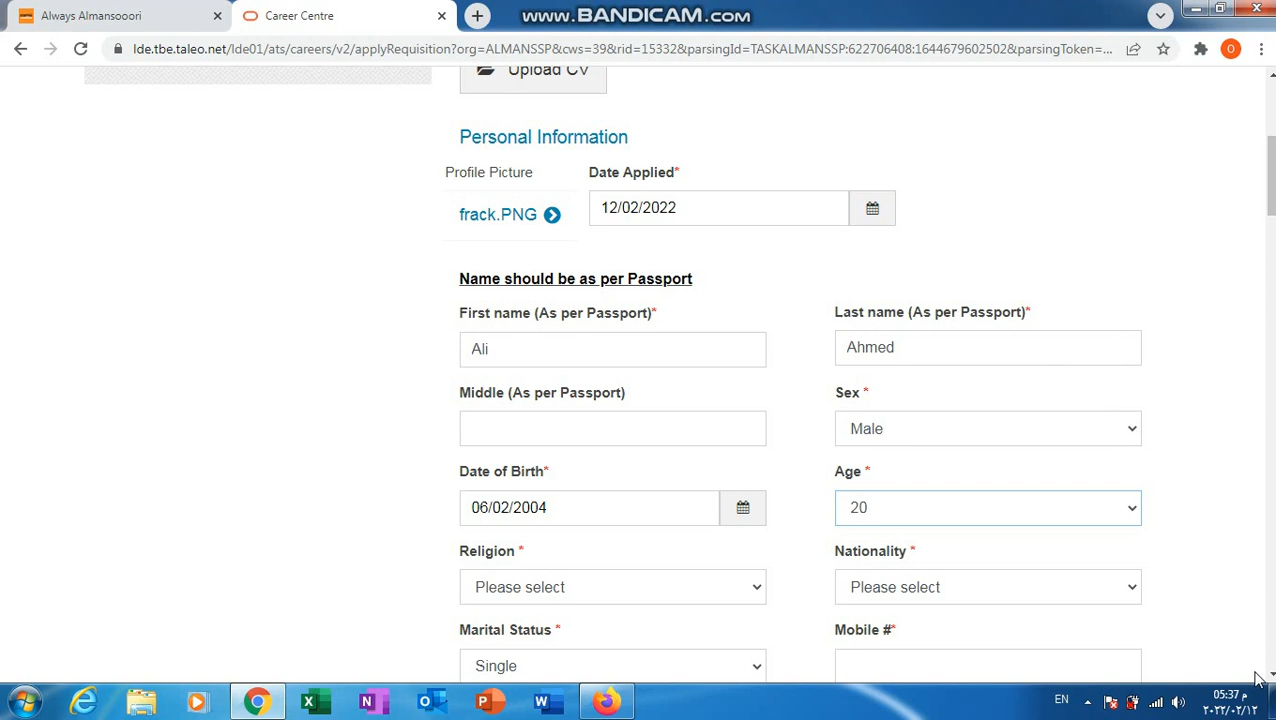 Always Almansooori
Career Centre
www.BANDICAM.com
lde.tbe.taleo.net/lde01/ats/careers/v2/applyRequisition?org=ALMANSSP&cws=39&rid=15332&parsingId=TASKALMANSSP:622706408:1644679602502&parsingToken=...
O
Upload CV
Personal Information
Profile Picture
Date Applied*
frack.PNG
12/02/2022
Name should be as per Passport
First name (As per Passport)*
Last name (As per Passport)*
Ali
Ahmed
Middle (As per Passport)
Sex *
Male
Date of Birth*
Age *
06/02/2004
20
Religion *
Nationality *
Please select
Please select
Marital Status *
Mobile #*
Single
EN
05:37 م
٢٠٢٢/٠٢/١٢